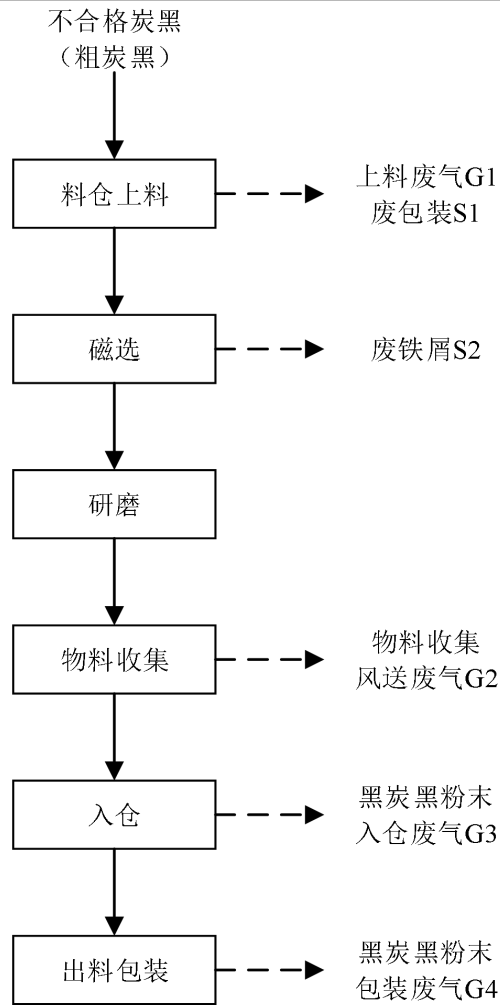 不合格炭黑
（粗炭黑）
料仓上料
上料废气G1
废包装S1
磁选
废铁屑S2
研磨
物料收集
物料收集
风送废气G2
入仓
黑炭黑粉末
入仓废气G3
出料包装
黑炭黑粉末
包装废气G4